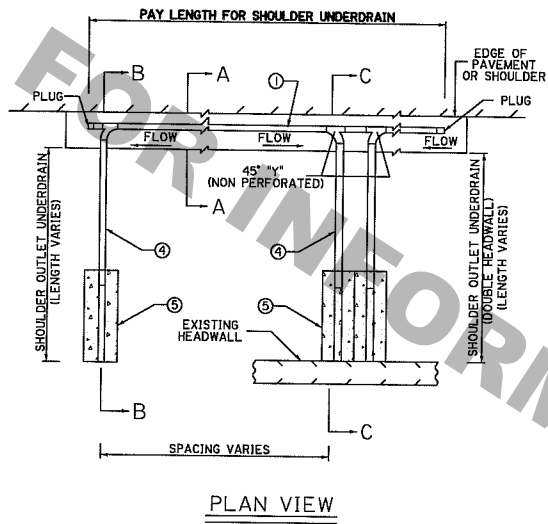 PAY LENGTH FOR SHOULDER UNDERDRAIN
B
A
C
1
EDGE OF
PAVEMENT
OR SHOULDER
PLUG
PLUG
FLOW
FLOW
FLOW
45° "Y"
(NON PERFORATED)
A
SHOULDER OUTLET UNDERDRAIN
(LENGTH VARIES)
4
4
SHOULDER OUTLET UNDERDRAIN
(DOUBLE HEADWALL)
(LENGTH VARIES)
5
5
EXISTING
HEADWALL
B
C
SPACING VARIES
PLAN VIEW
FOR INFORM